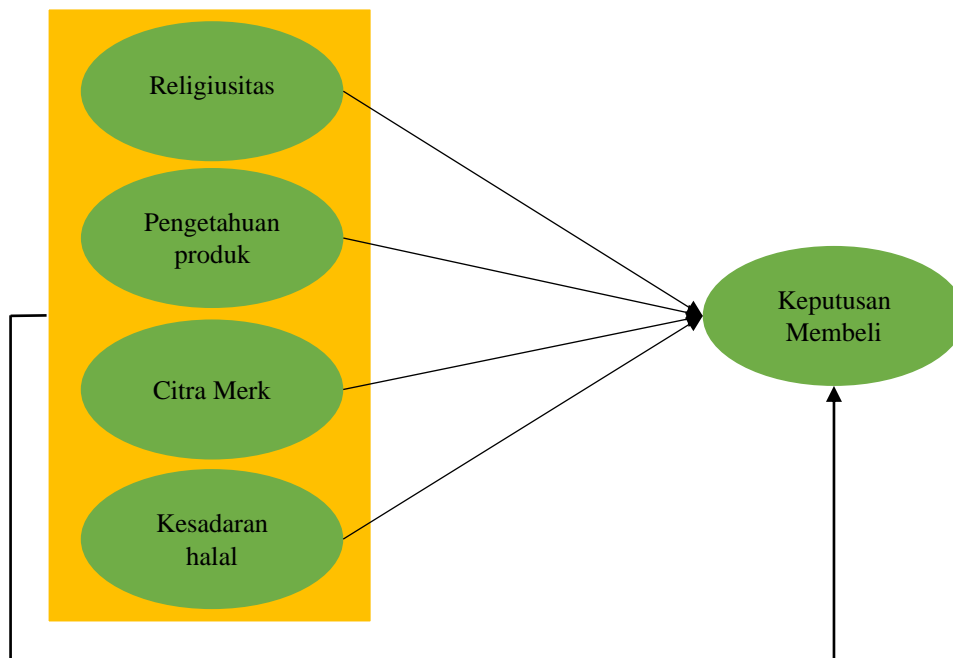 Religiusitas
Pengetahuan
produk
Citra Merk
Kesadaran
halal
Keputusan
Membeli